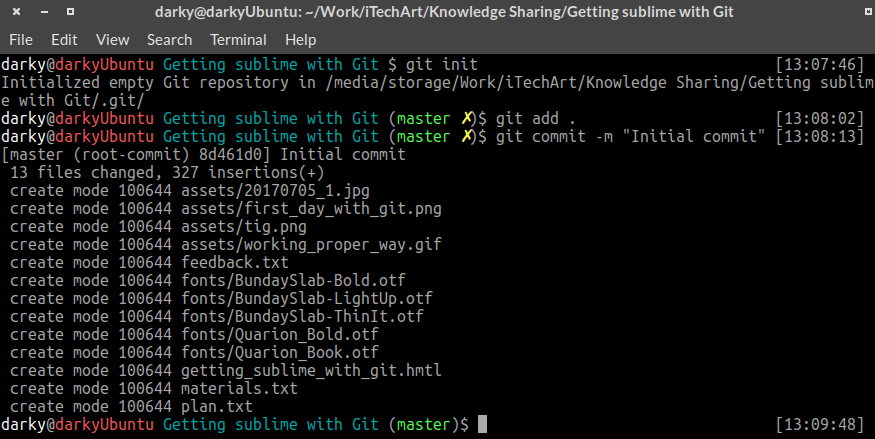 darky@darkyUbuntu: ~/Work/iTechArt/Knowledge Sharing/Getting sublime with Git
File Edit View Search Terminal Help
darky@darkyUbuntu Getting sublime with Git $ git init [13:07:46]
Initialized empty Git repository in /media/storage/Work/iTechArt/Knowledge Sharing/Getting sublim
e with Git/.git/
darky@darkyUbuntu Getting sublime with Git (master ✗)$ git add . [13:08:02]
darky@darkyUbuntu Getting sublime with Git (master ✗)$ git commit -m "Initial commit" [13:08:13]
[master (root-commit) 8d461d0] Initial commit
13 files changed, 327 insertions(+)
create mode 100644 assets/20170705_1.jpg
create mode 100644 assets/first_day_with_git.png
create mode 100644 assets/tig.png
create mode 100644 assets/working_proper_way.gif
create mode 100644 feedback.txt
create mode 100644 fonts/BundaySlab-Bold.otf
create mode 100644 fonts/BundaySlab-LightUp.otf
create mode 100644 fonts/BundaySlab-ThinIt.otf
create mode 100644 fonts/Quarion_Bold.otf
create mode 100644 fonts/Quarion_Book.otf
create mode 100644 getting_sublime_with_git.hmtl
create mode 100644 materials.txt
create mode 100644 plan.txt
darky@darkyUbuntu Getting sublime with Git (master)$ [13:09:48]